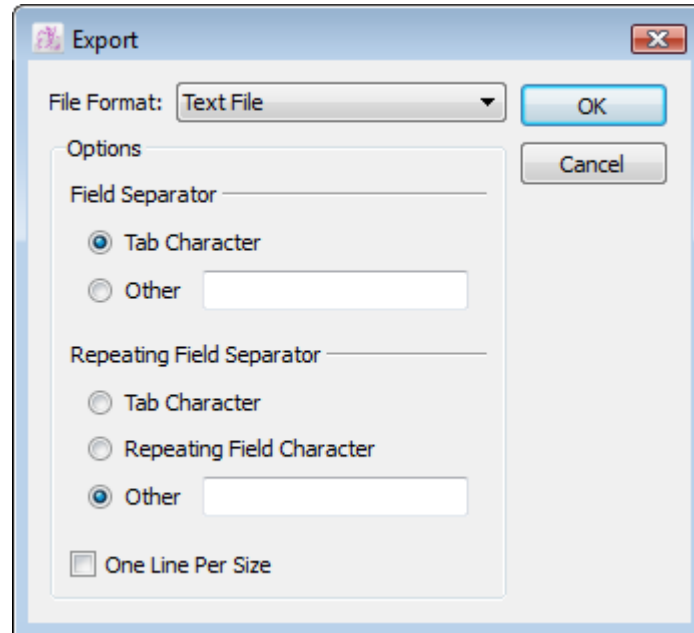 Export
File Format: Text File
OK
Options
Cancel
Field Separator
Tab Character
Other
Repeating Field Separator
Tab Character
Repeating Field Character
Other
One Line Per Size